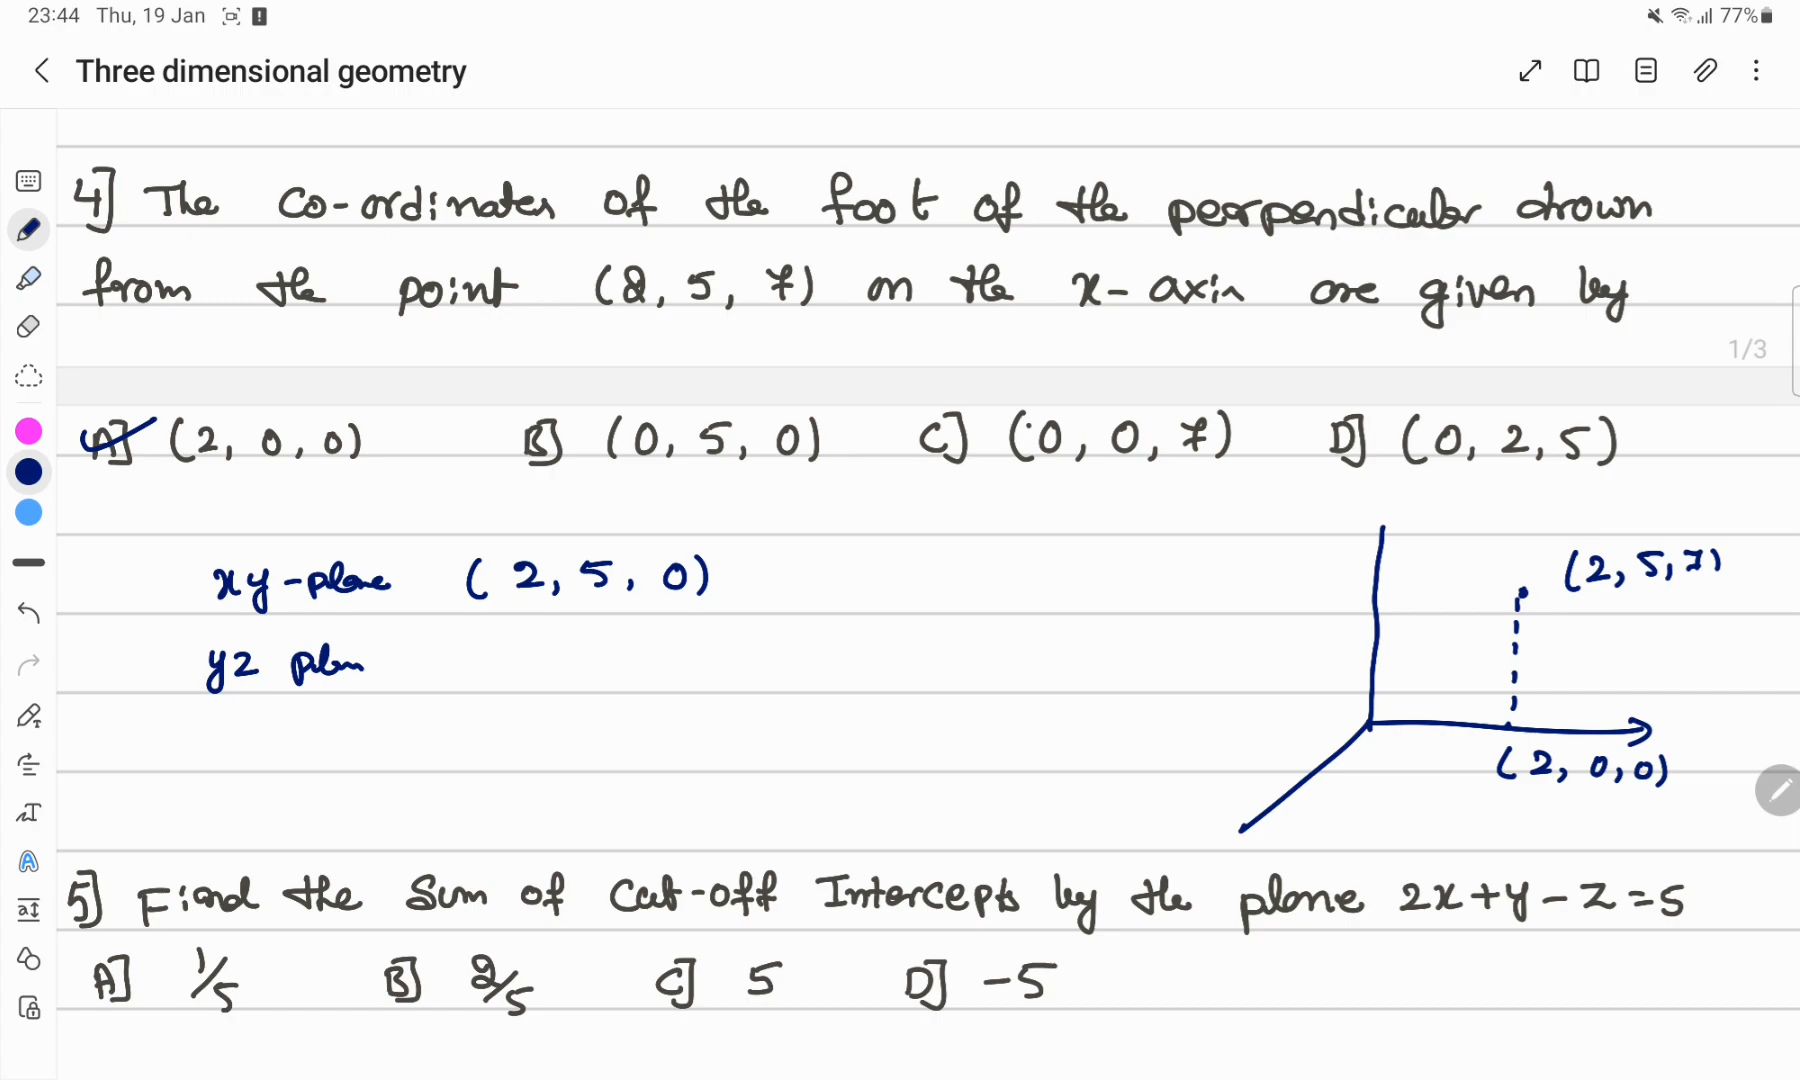 23:44 Thu, 19 Jan 77%
Three dimensional geometry
4] The co-ordinates of the foot of the perpendicular drawn
from the point (2, 5, 7) on the x-axis are given by
1/3
A] (2, 0, 0) B] (0, 5, 0) C] (0, 0, 7) D] (0, 2, 5)
xy-plane (2, 5, 0)
(2, 5, 7)
yz plan
(2, 0, 0)
5] Find the Sum of Cut-off Intercepts by the plane 2x+y-z=5
A] 1/5 B] 2/5 C] 5 D] -5